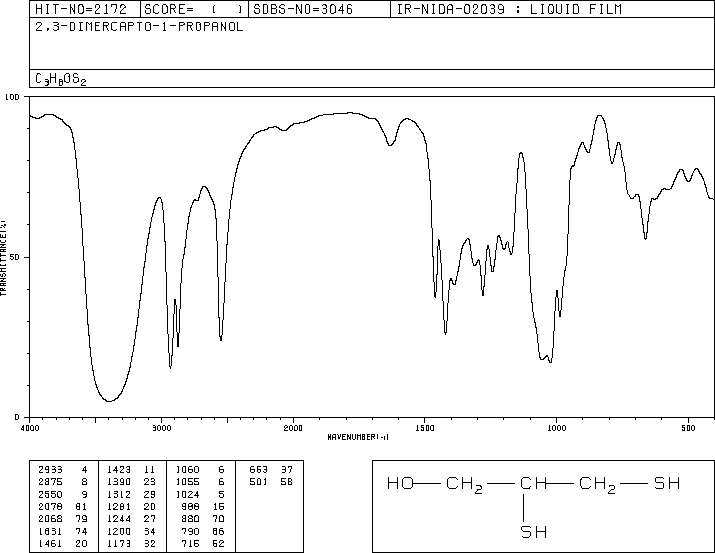 HIT-NO=2172 SCORE= ( ) SDBS-NO=3046 IR-NIDA-02039 : LIQUID FILM
2,3-DIMERCAPTO-1-PROPANOL
C3H8OS2
100
50
0
TRANSMITTANCE(%)
4000 3000 2000 1500 1000 500
WAVENUMBER(-1)
2933 4 1423 11 1060 6 663 37
2875 8 1390 23 1055 6 501 58
2550 9 1312 29 1024 5
2078 81 1281 20 988 15
2068 79 1244 27 880 70
1631 74 1200 34 790 66
1461 20 1173 32 716 52
HO CH2 CH CH2 SH
SH